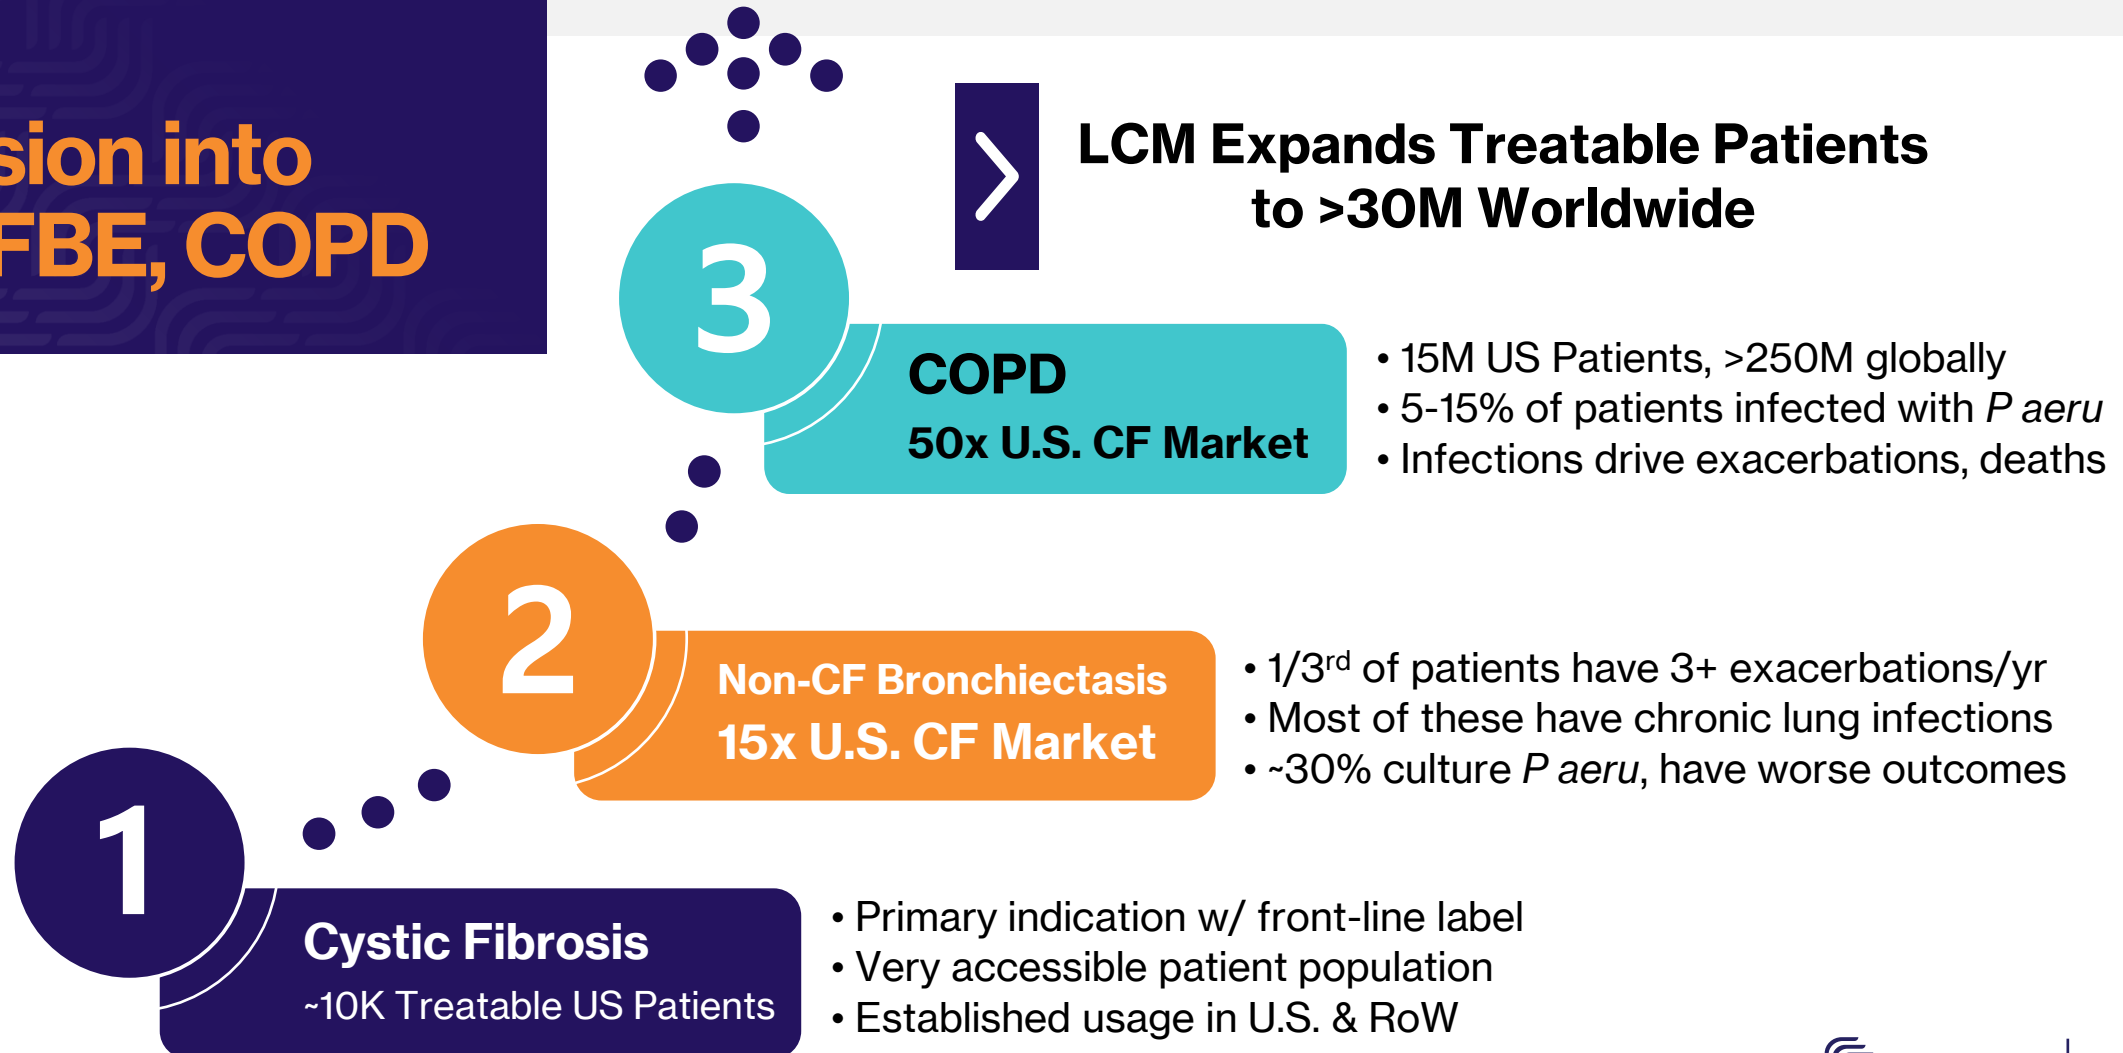 sion into
FBE, COPD
LCM Expands Treatable Patients
to >30M Worldwide
3
COPD
50x U.S. CF Market
• 15M US Patients, >250M globally
• 5-15% of patients infected with P aeru
• Infections drive exacerbations, deaths
2
Non-CF Bronchiectasis
15x U.S. CF Market
• 1/3rd of patients have 3+ exacerbations/yr
• Most of these have chronic lung infections
• ~30% culture P aeru, have worse outcomes
1
Cystic Fibrosis
~10K Treatable US Patients
• Primary indication w/ front-line label
• Very accessible patient population
• Established usage in U.S. & RoW